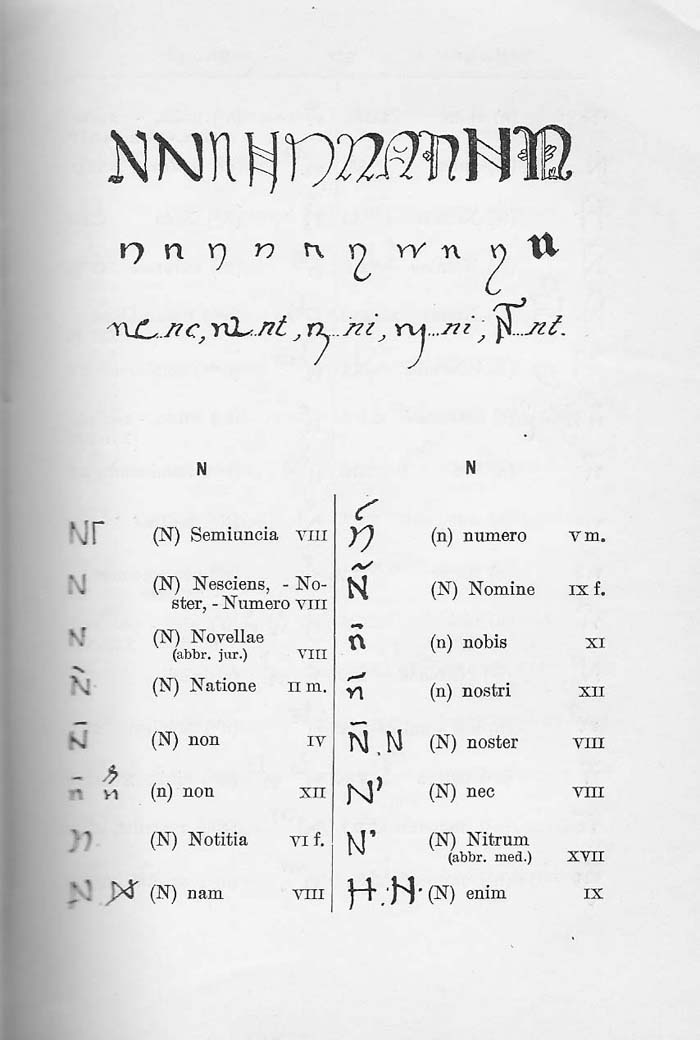 N N N N N N N N N N N
n n n n n n n n n u
nc...nc, nt...nt, ni...ni, ni...ni, N̄...nt.
N
(N) Semiuncia VIII
(N) Nesciens, - No-
ster, - Numero VIII
(N) Novellae
(abbr. jur.) VIII
(N) Natione II m.
(N) non IV
(n) non XII
(N) Notitia VI f.
(N) nam VIII
N
(n) numero V m.
(N) Nomine IX f.
(n) nobis XI
(n) nostri XII
N̄ . N (N) noster VIII
N’ (N) nec VIII
N’ (N) Nitrum
(abbr. med.) XVII
H . N· (N) enim IX